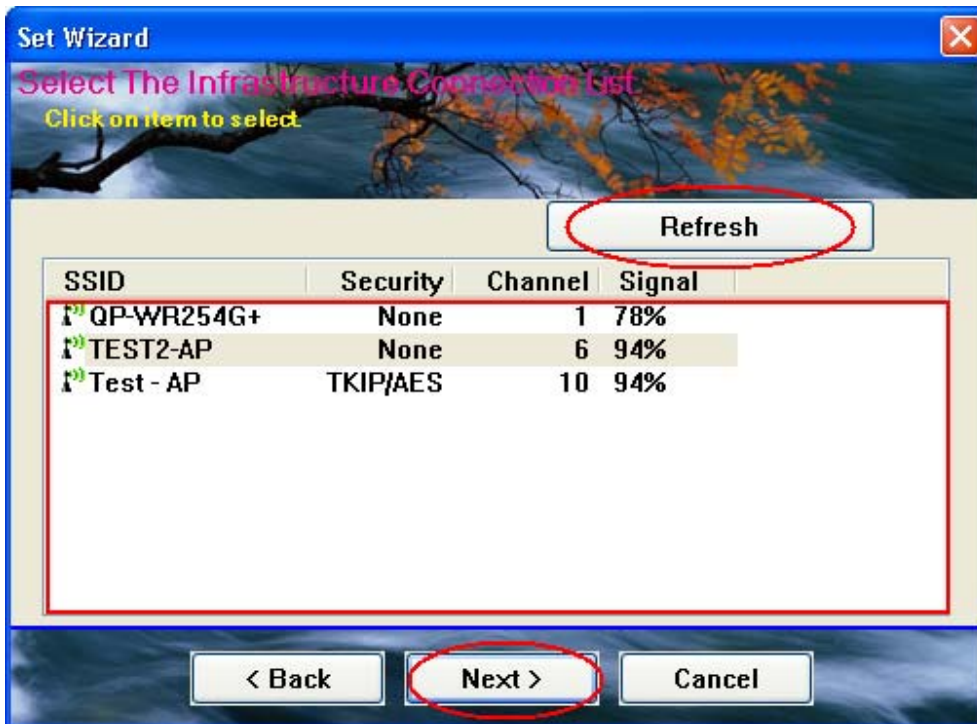 Set Wizard
Select The Infrastructure Connection List.
Click on item to select.
Refresh
SSID Security Channel Signal
QP-WR254G+ None 1 78%
TEST2-AP None 6 94%
Test - AP TKIP/AES 10 94%
< Back Next > Cancel